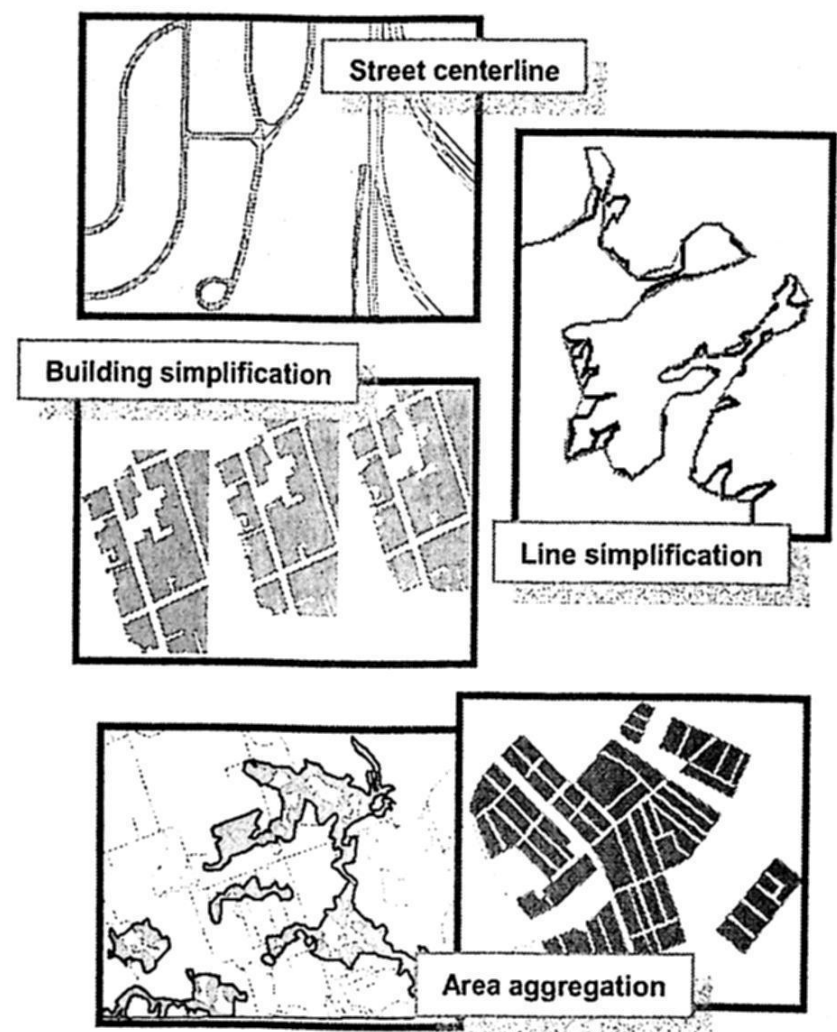 Street centerline
Building simplification
Line simplification
Area aggregation